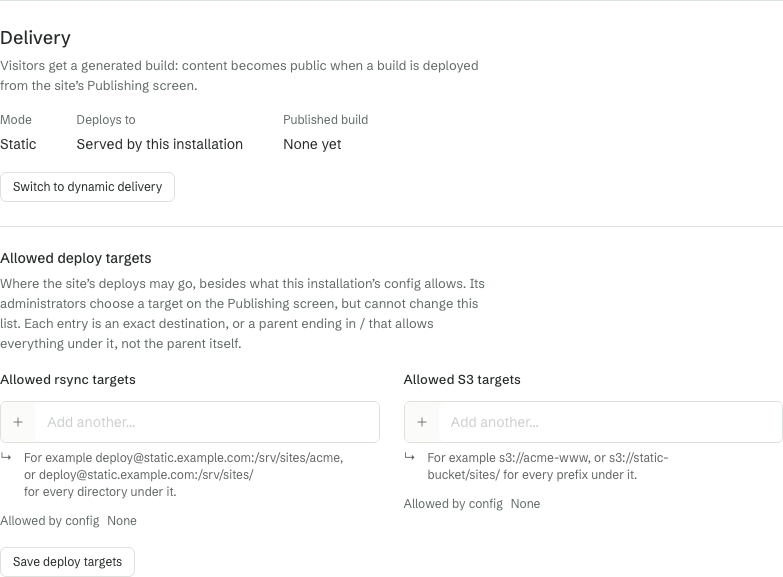 Delivery
Visitors get a generated build: content becomes public when a build is deployed
from the site's Publishing screen.
Mode
Deploys to
Published build
Static
Served by this installation
None yet
Switch to dynamic delivery
Allowed deploy targets
Where the site's deploys may go, besides what this installation's config allows. Its
administrators choose a target on the Publishing screen, but cannot change this
list. Each entry is an exact destination, or a parent ending in / that allows
everything under it, not the parent itself.
Allowed rsync targets
+ Add another...
↳ For example deploy@static.example.com:/srv/sites/acme,
or deploy@static.example.com:/srv/sites/
for every directory under it.
Allowed by config None
Allowed S3 targets
+ Add another...
↳ For example s3://acme-www, or s3://static-
bucket/sites/ for every prefix under it.
Allowed by config None
Save deploy targets